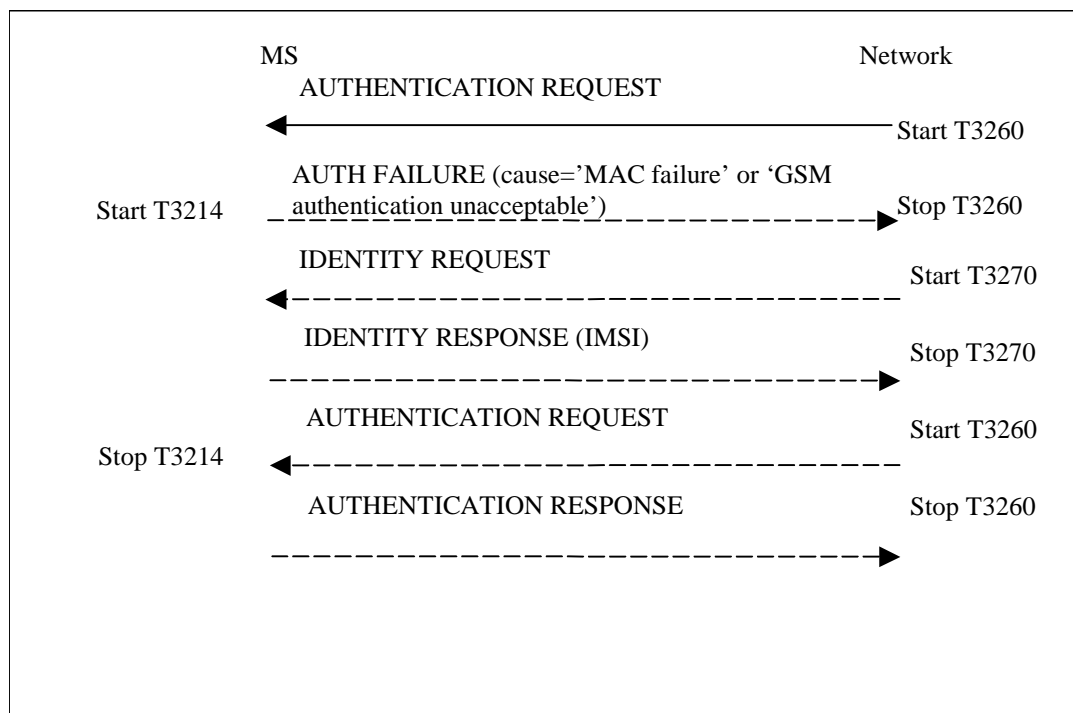 MS
Network
AUTHENTICATION REQUEST
Start T3260
AUTH FAILURE (cause=’MAC failure’ or ‘GSM
authentication unacceptable’)
Start T3214
Stop T3260
IDENTITY REQUEST
Start T3270
IDENTITY RESPONSE (IMSI)
Stop T3270
AUTHENTICATION REQUEST
Start T3260
Stop T3214
AUTHENTICATION RESPONSE
Stop T3260